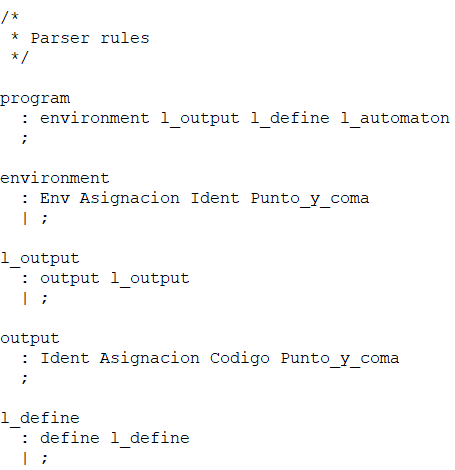 /*
 * Parser rules
 */
program
  : environment l_output l_define l_automaton
  ;
environment
  : Env Asignacion Ident Punto_y_coma
  | ;
l_output
  : output l_output
  | ;
output
  : Ident Asignacion Codigo Punto_y_coma
  ;
l_define
  : define l_define
  | ;